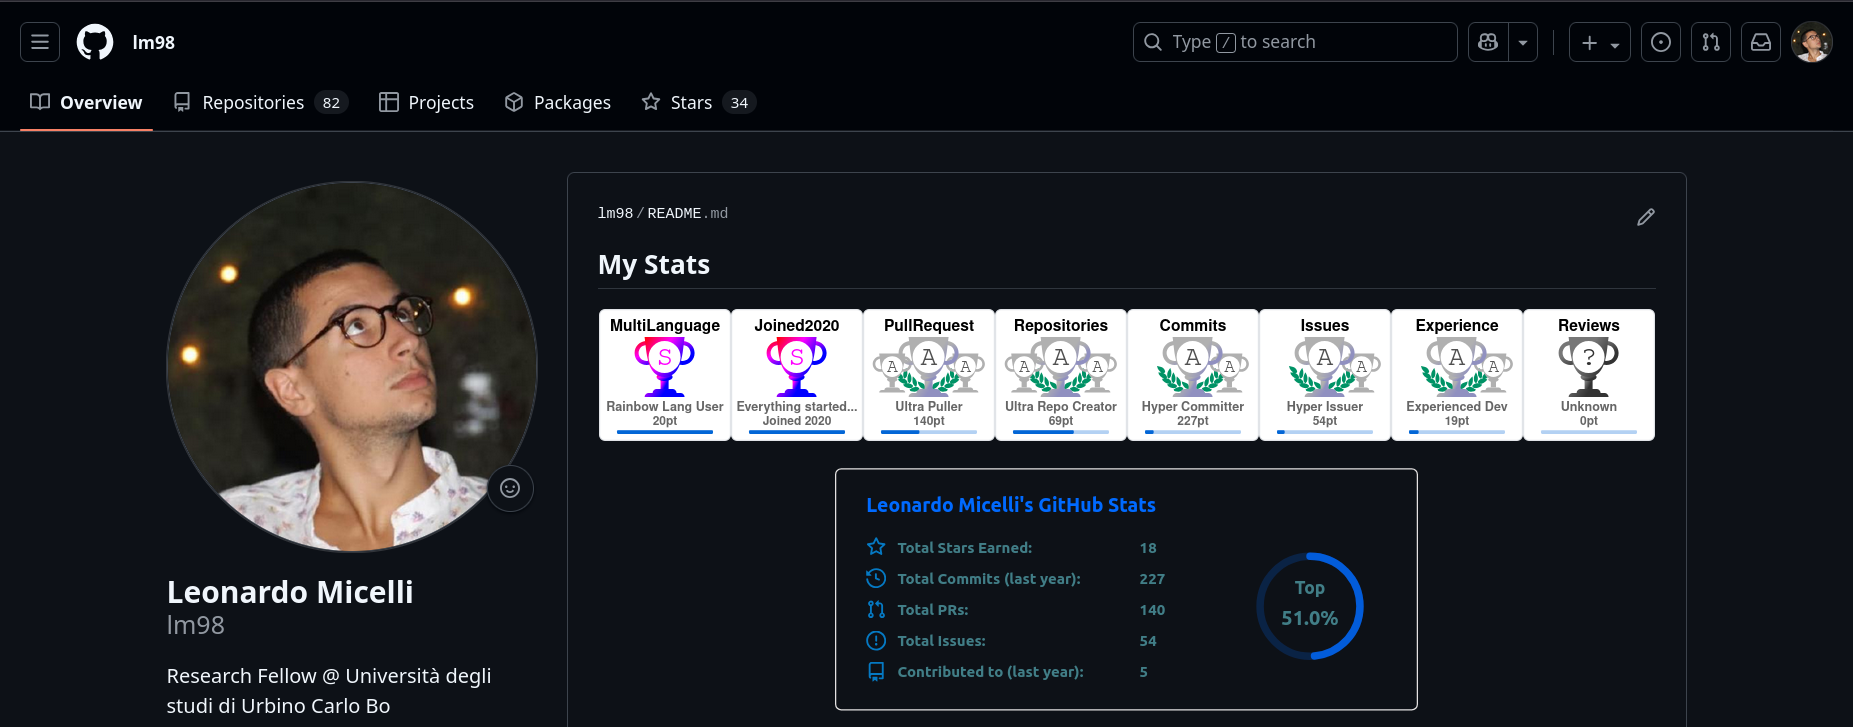 lm98
Type / to search
Overview
Repositories 82
Projects
Packages
Stars 34
Leonardo Micelli
lm98
Research Fellow @ Università degli
studi di Urbino Carlo Bo
lm98/README.md
My Stats
MultiLanguage
S
Rainbow Lang User
20pt
Joined2020
S
Everything started...
Joined 2020
PullRequest
A A A
Ultra Puller
140pt
Repositories
A A A
Ultra Repo Creator
69pt
Commits
A A
Hyper Committer
227pt
Issues
A A
Hyper Issuer
54pt
Experience
A A
Experienced Dev
19pt
Reviews
?
Unknown
0pt
Leonardo Micelli's GitHub Stats
Total Stars Earned: 18
Total Commits (last year): 227
Total PRs: 140
Total Issues: 54
Contributed to (last year): 5
Top
51.0%